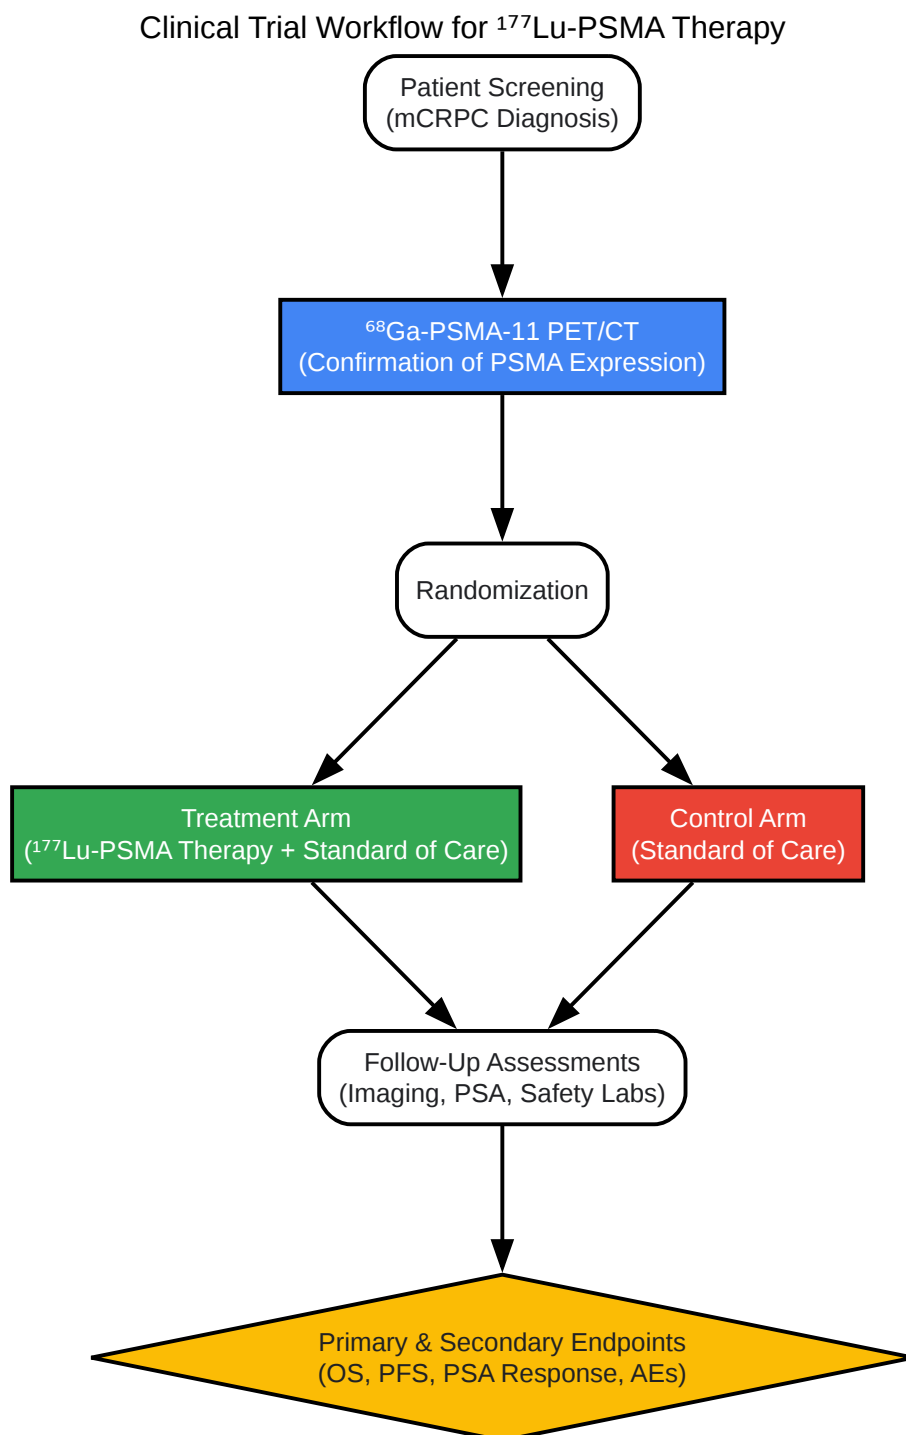 Clinical Trial Workflow for ¹⁷⁷Lu-PSMA Therapy
Patient Screening
(mCRPC Diagnosis)
⁶⁸Ga-PSMA-11 PET/CT
(Confirmation of PSMA Expression)
Randomization
Treatment Arm
(¹⁷⁷Lu-PSMA Therapy + Standard of Care)
Control Arm
(Standard of Care)
Follow-Up Assessments
(Imaging, PSA, Safety Labs)
Primary & Secondary Endpoints
(OS, PFS, PSA Response, AEs)